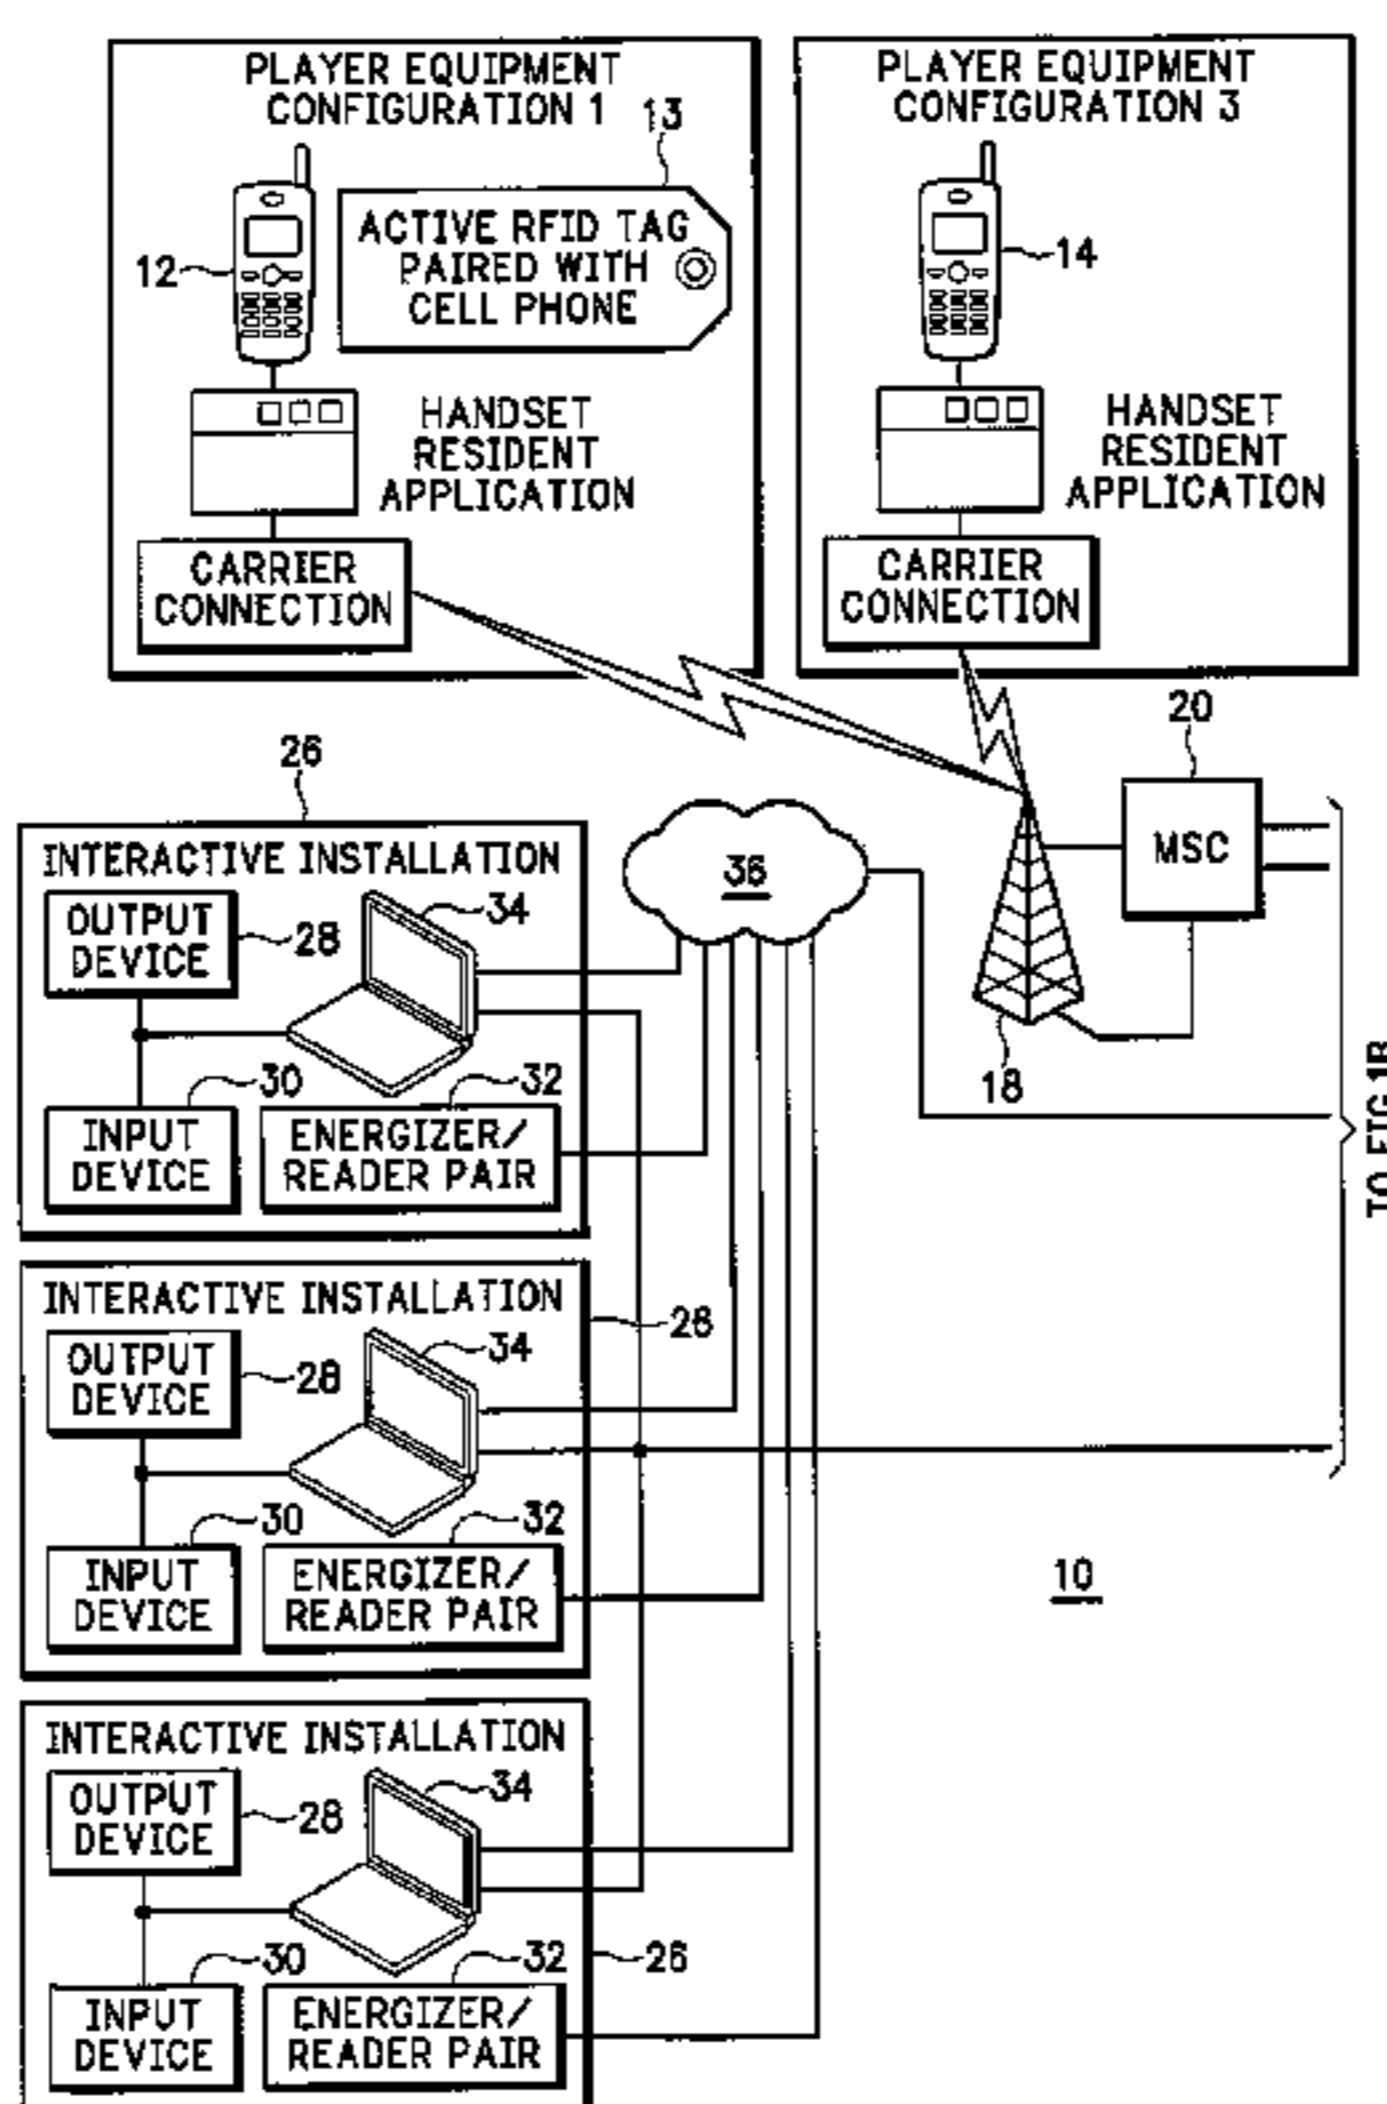 PLAYER EQUIPMENT
CONFIGURATION 1
13
ACTIVE RFID TAG
PAIRED WITH
CELL PHONE
12
HANDSET
RESIDENT
APPLICATION
CARRIER
CONNECTION
PLAYER EQUIPMENT
CONFIGURATION 3
14
HANDSET
RESIDENT
APPLICATION
CARRIER
CONNECTION
20
MSC
18
36
TO FIG.1B
26
INTERACTIVE INSTALLATION
OUTPUT
DEVICE
28
34
30
32
INPUT
DEVICE
ENERGIZER/
READER PAIR
INTERACTIVE INSTALLATION
26
OUTPUT
DEVICE
28
34
30
32
INPUT
DEVICE
ENERGIZER/
READER PAIR
10
INTERACTIVE INSTALLATION
OUTPUT
DEVICE
28
34
30
32
26
INPUT
DEVICE
ENERGIZER/
READER PAIR